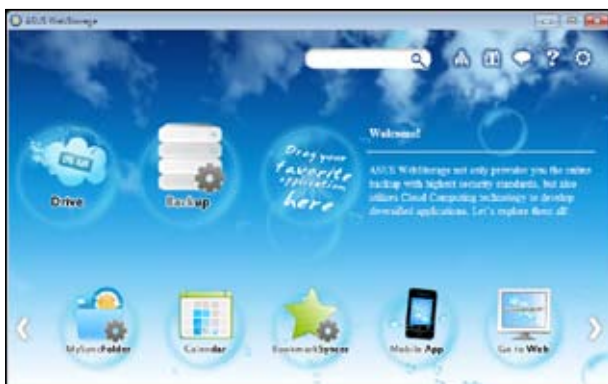 ASUS WebStorage
Welcome!
ASUS WebStorage not only provides you the online
backup with highest security standards, but also
utilizes Cloud Computing technology to develop
diversified applications. Let's explore them all!
Drag your
favorite
application
here
Drive
Backup
MySyncFolder
Calendar
BookmarkSyncer
Mobile App
Go to Web